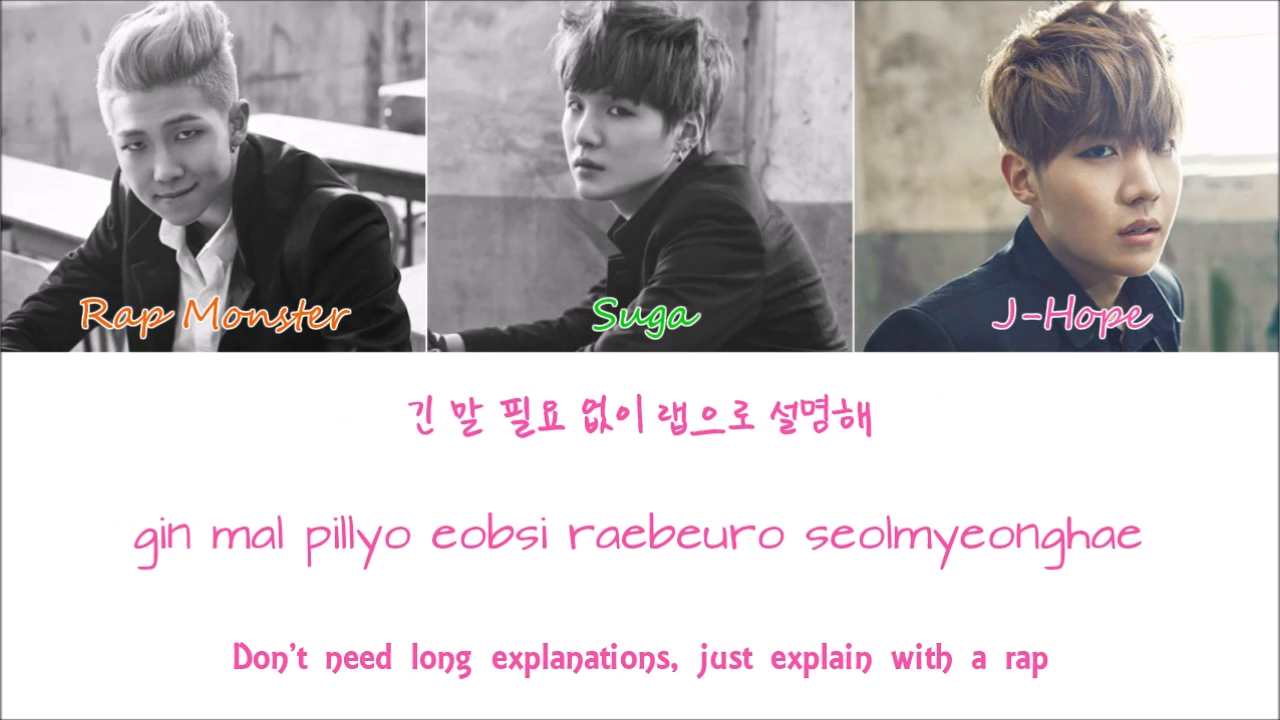 Rap Monster
Suga
J-Hope
긴 말 필요 없이 랩으로 설명해
gin mal pillyo eobsi raebeuro seolmyeonghae
Don't need long explanations, just explain with a rap